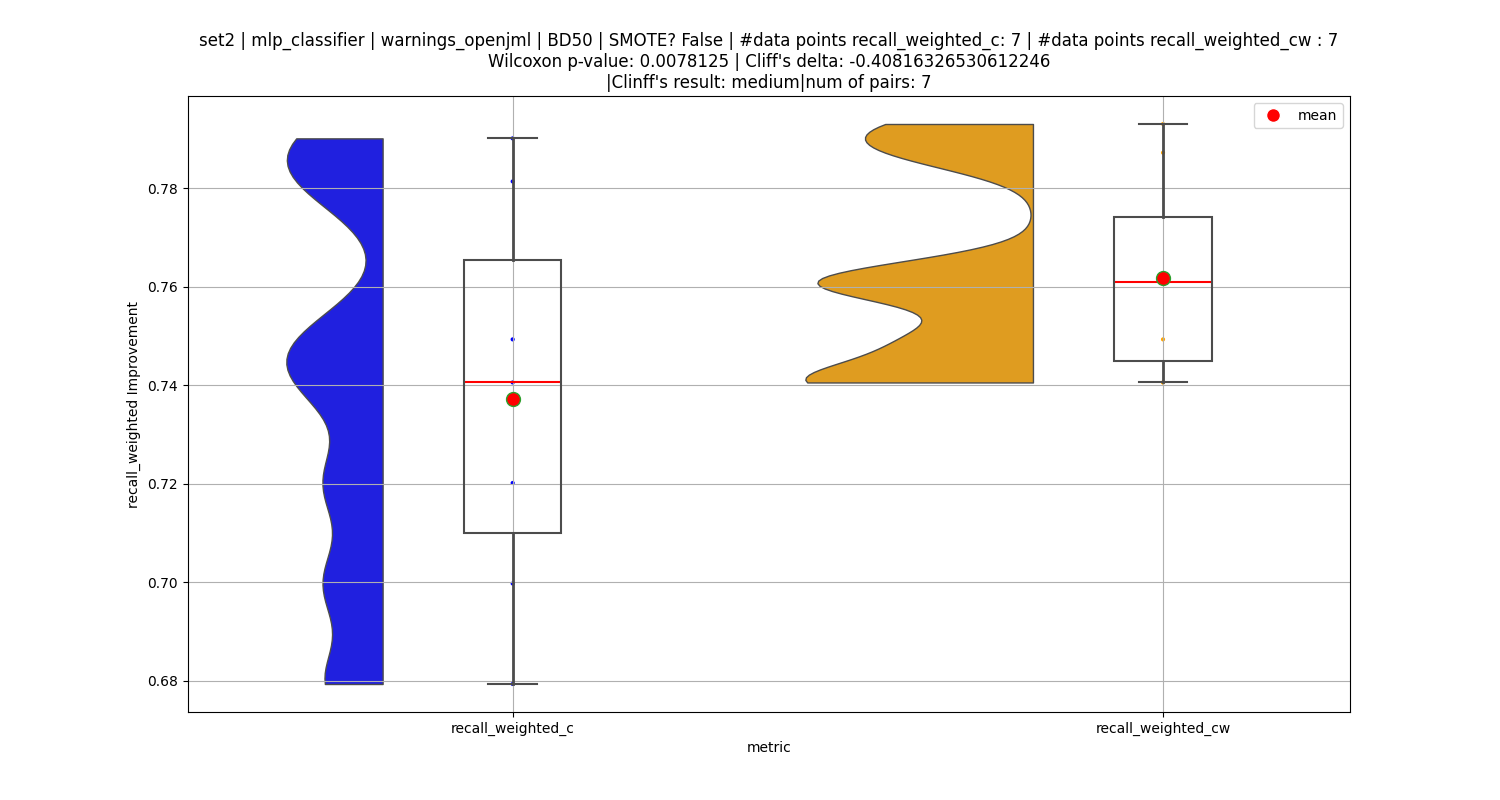 set2 | mlp_classifier | warnings_openjml | BD50 | SMOTE? False | #data points recall_weighted_c: 7 | #data points recall_weighted_cw : 7
Wilcoxon p-value: 0.0078125 | Cliff's delta: -0.40816326530612246
|Clinff's result: medium|num of pairs: 7
mean
0.78
0.76
0.74
0.72
0.70
0.68
recall_weighted Improvement
recall_weighted_c
recall_weighted_cw
metric